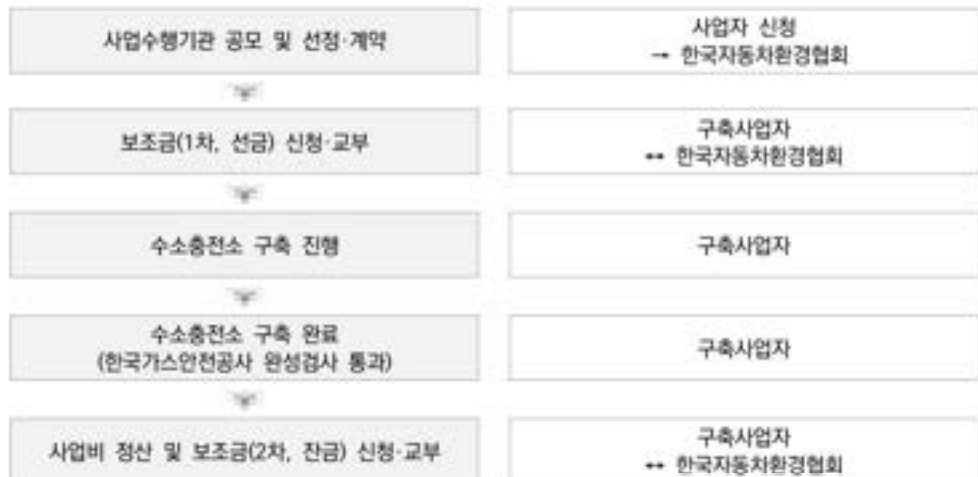 사업수행기관 공모 및 선정·계약
사업자 신청
→ 한국자동차환경협회
보조금(1차, 선금) 신청·교부
구축사업자
↔ 한국자동차환경협회
수소충전소 구축 진행
구축사업자
수소충전소 구축 완료
(한국가스안전공사 완성검사 통과)
구축사업자
사업비 정산 및 보조금(2차, 잔금) 신청·교부
구축사업자
↔ 한국자동차환경협회